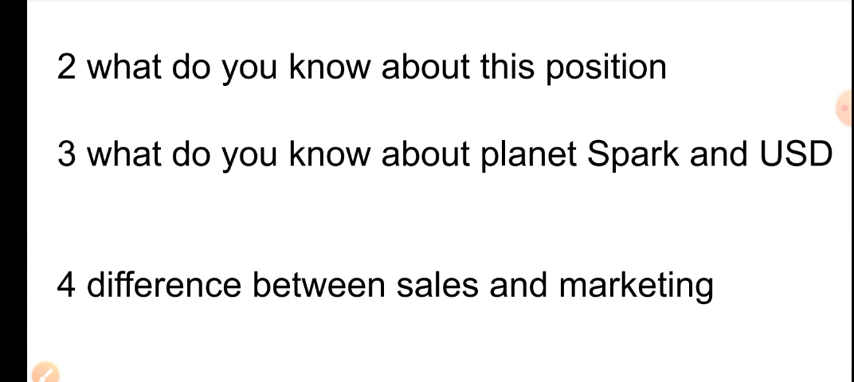 2 what do you know about this position
3 what do you know about planet Spark and USD
4 difference between sales and marketing